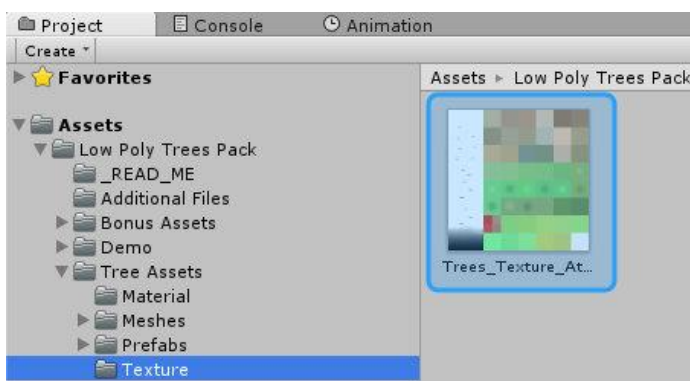 Project
Console
Animation
Create
Favorites
Assets ▸ Low Poly Trees Pack
Assets
Low Poly Trees Pack
_READ_ME
Additional Files
Bonus Assets
Demo
Tree Assets
Material
Meshes
Prefabs
Texture
Trees_Texture_At...